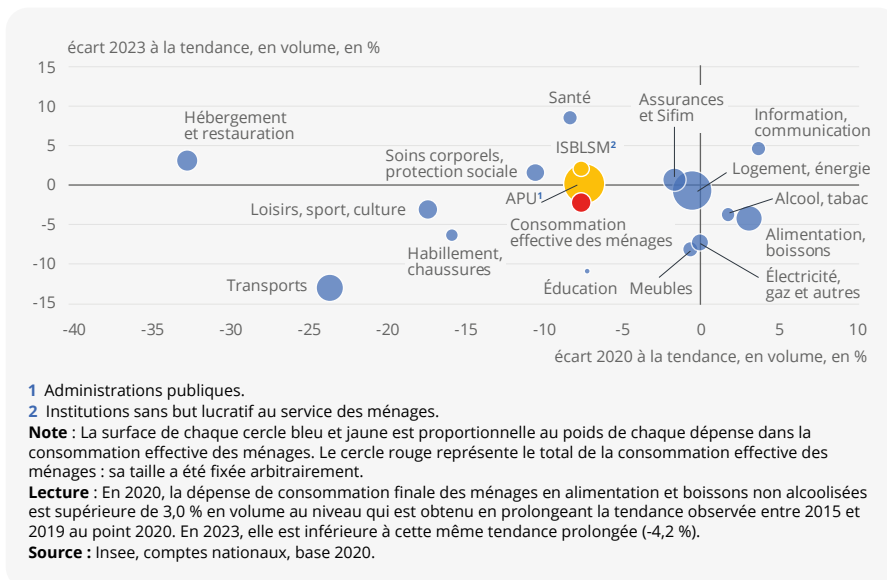 écart 2023 à la tendance, en volume, en %
15
10
5
0
-5
-10
-15
Hébergement
et restauration
Santé
Assurances
et Sifim
Information,
communication
ISBLSM²
Soins corporels,
protection sociale
Logement, énergie
APU¹
Alcool, tabac
Loisirs, sport, culture
Consommation
effective des ménages
Alimentation,
boissons
Habillement,
chaussures
Transports
Éducation
Meubles
Électricité,
gaz et autres
-40 -35 -30 -25 -20 -15 -10 -5 0 5 10
écart 2020 à la tendance, en volume, en %
1 Administrations publiques.
2 Institutions sans but lucratif au service des ménages.
Note : La surface de chaque cercle bleu et jaune est proportionnelle au poids de chaque dépense dans la
consommation effective des ménages. Le cercle rouge représente le total de la consommation effective des
ménages : sa taille a été fixée arbitrairement.
Lecture : En 2020, la dépense de consommation finale des ménages en alimentation et boissons non alcoolisées
est supérieure de 3,0 % en volume au niveau qui est obtenu en prolongeant la tendance observée entre 2015 et
2019 au point 2020. En 2023, elle est inférieure à cette même tendance prolongée (-4,2 %).
Source : Insee, comptes nationaux, base 2020.